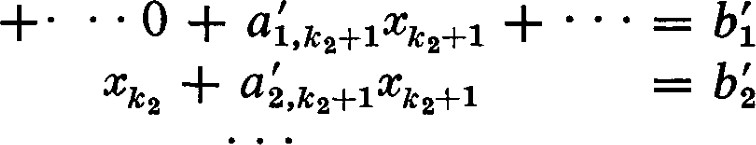 + · · · 0 + a′_{1,k_2+1}x_{k_2+1} + · · · = b′_1
x_{k_2} + a′_{2,k_2+1}x_{k_2+1} = b′_2
· · ·